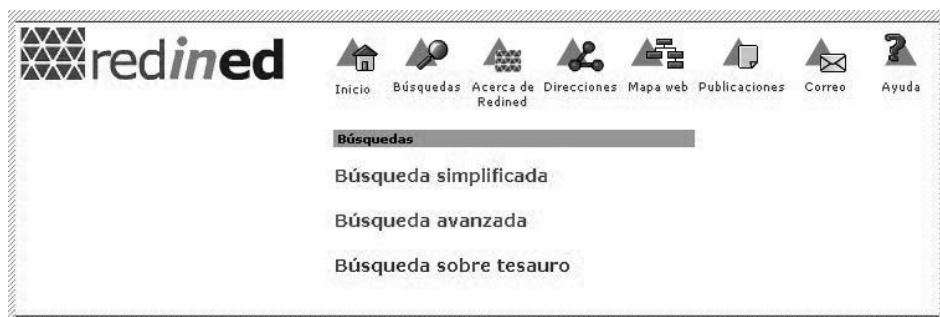 redined
Inicio Búsquedas Acerca de Redined Direcciones Mapa web Publicaciones Correo Ayuda
Búsquedas
Búsqueda simplificada
Búsqueda avanzada
Búsqueda sobre tesauro